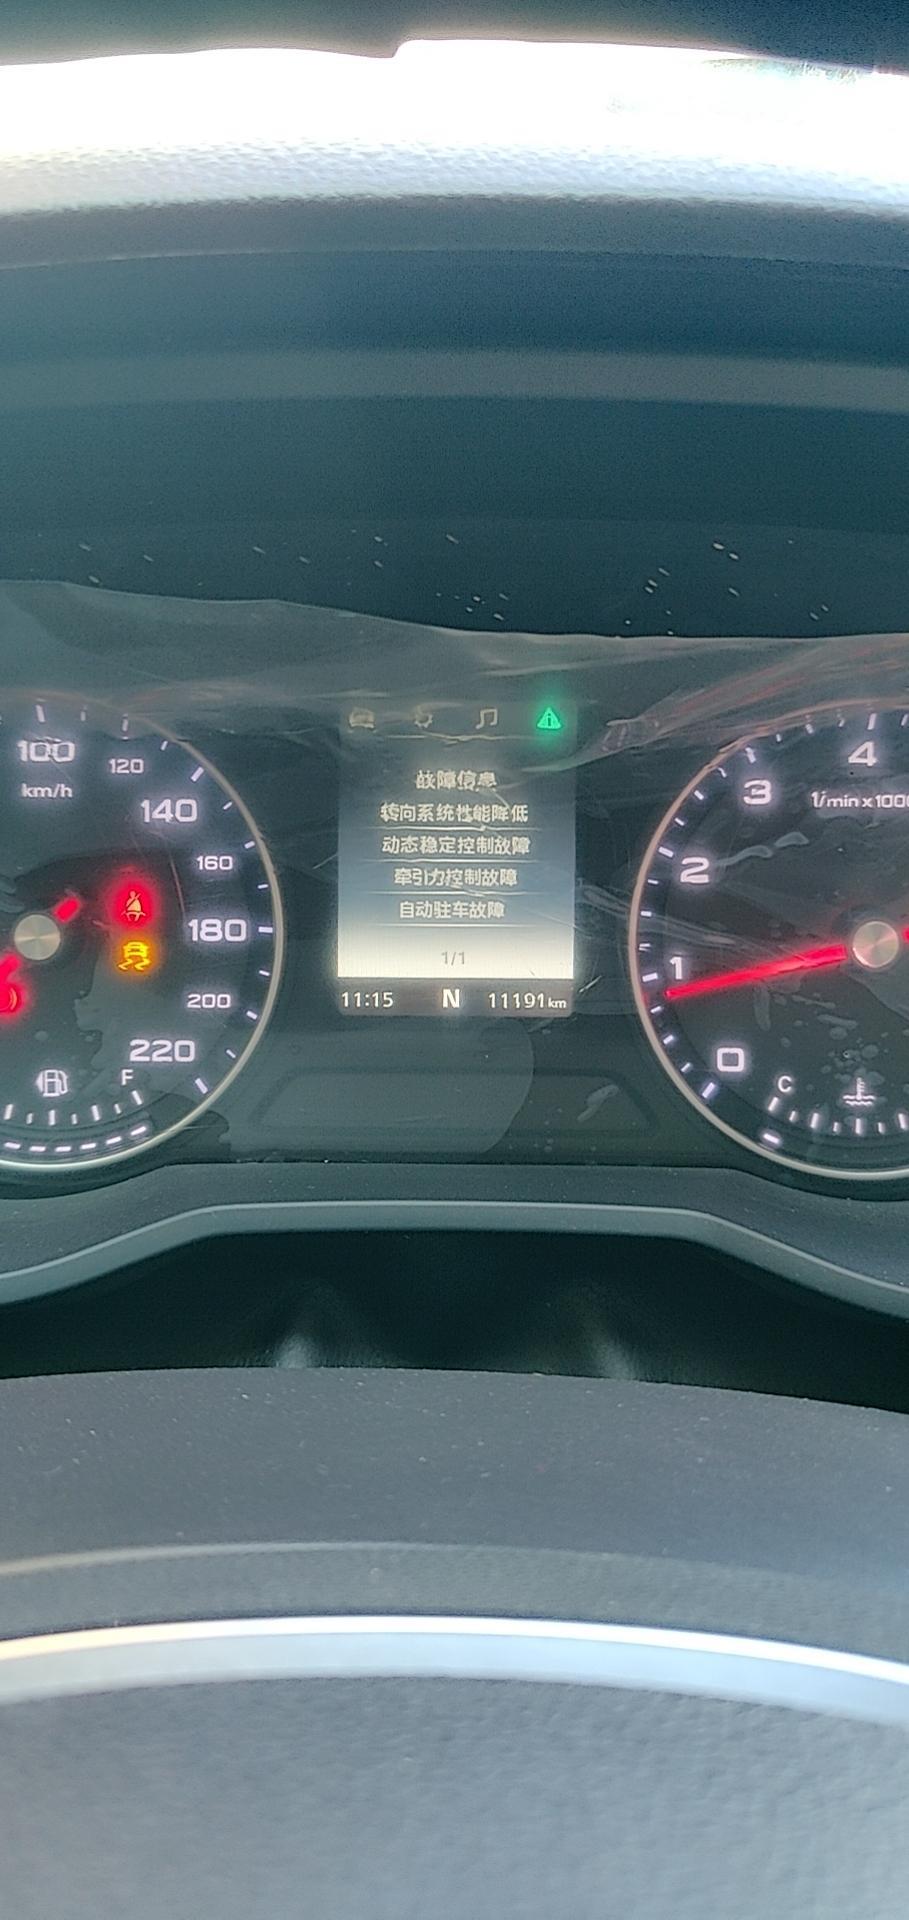 100
120
km/h
140
160
180
200
220
F
故障信息
转向系统性能降低
动态稳定控制故障
牵引力控制故障
自动驻车故障
1/1
11:15 N 11191km
4
3
1/min x 100
2
1
0
C